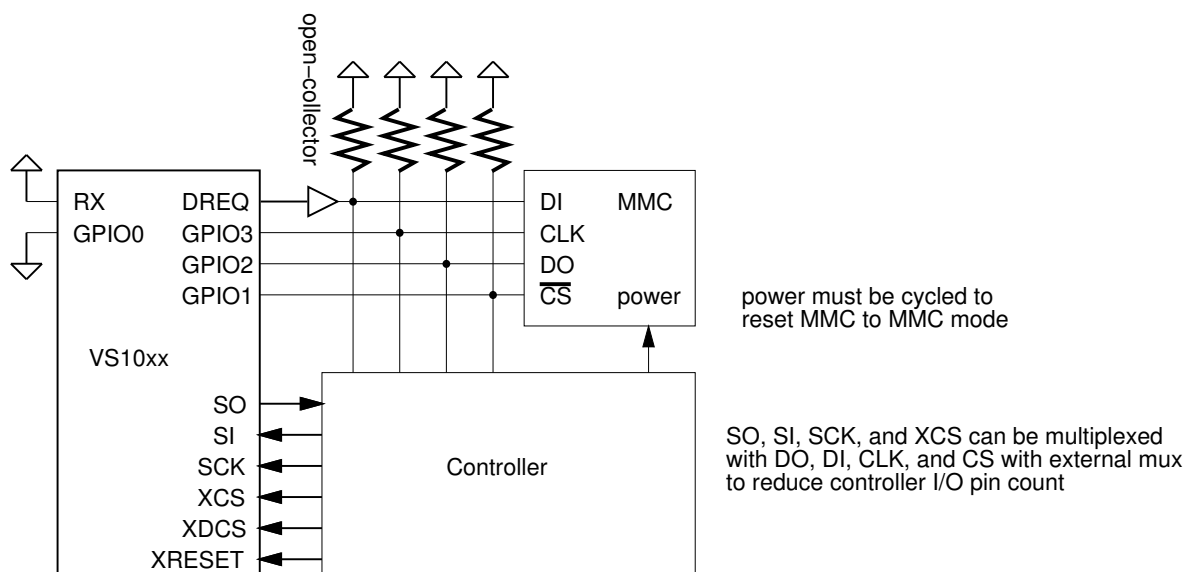 open-collector
RX
DREQ
DI
MMC
GPIO0
GPIO3
CLK
GPIO2
DO
GPIO1
CS
power
power must be cycled to
reset MMC to MMC mode
VS10xx
SO
SI
SCK
XCS
XDCS
XRESET
Controller
SO, SI, SCK, and XCS can be multiplexed
with DO, DI, CLK, and CS with external mux
to reduce controller I/O pin count